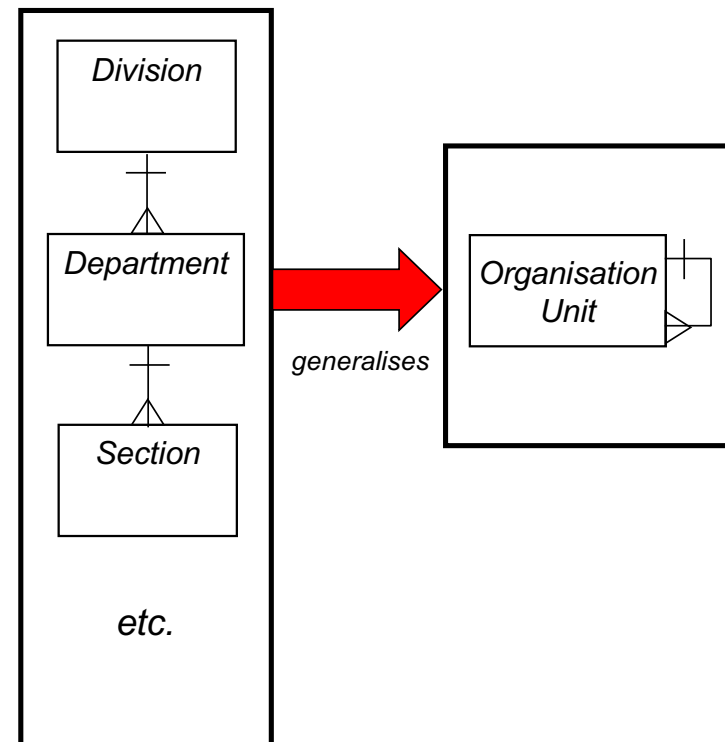 Division
Department
Section
etc.
generalises
Organisation
Unit